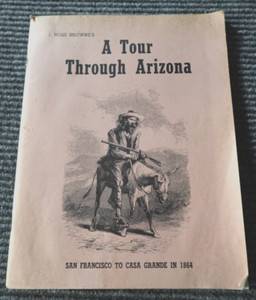 J. ROSS BROWNE'S
A Tour
Through Arizona
SAN FRANCISCO TO CASA GRANDE IN 1864